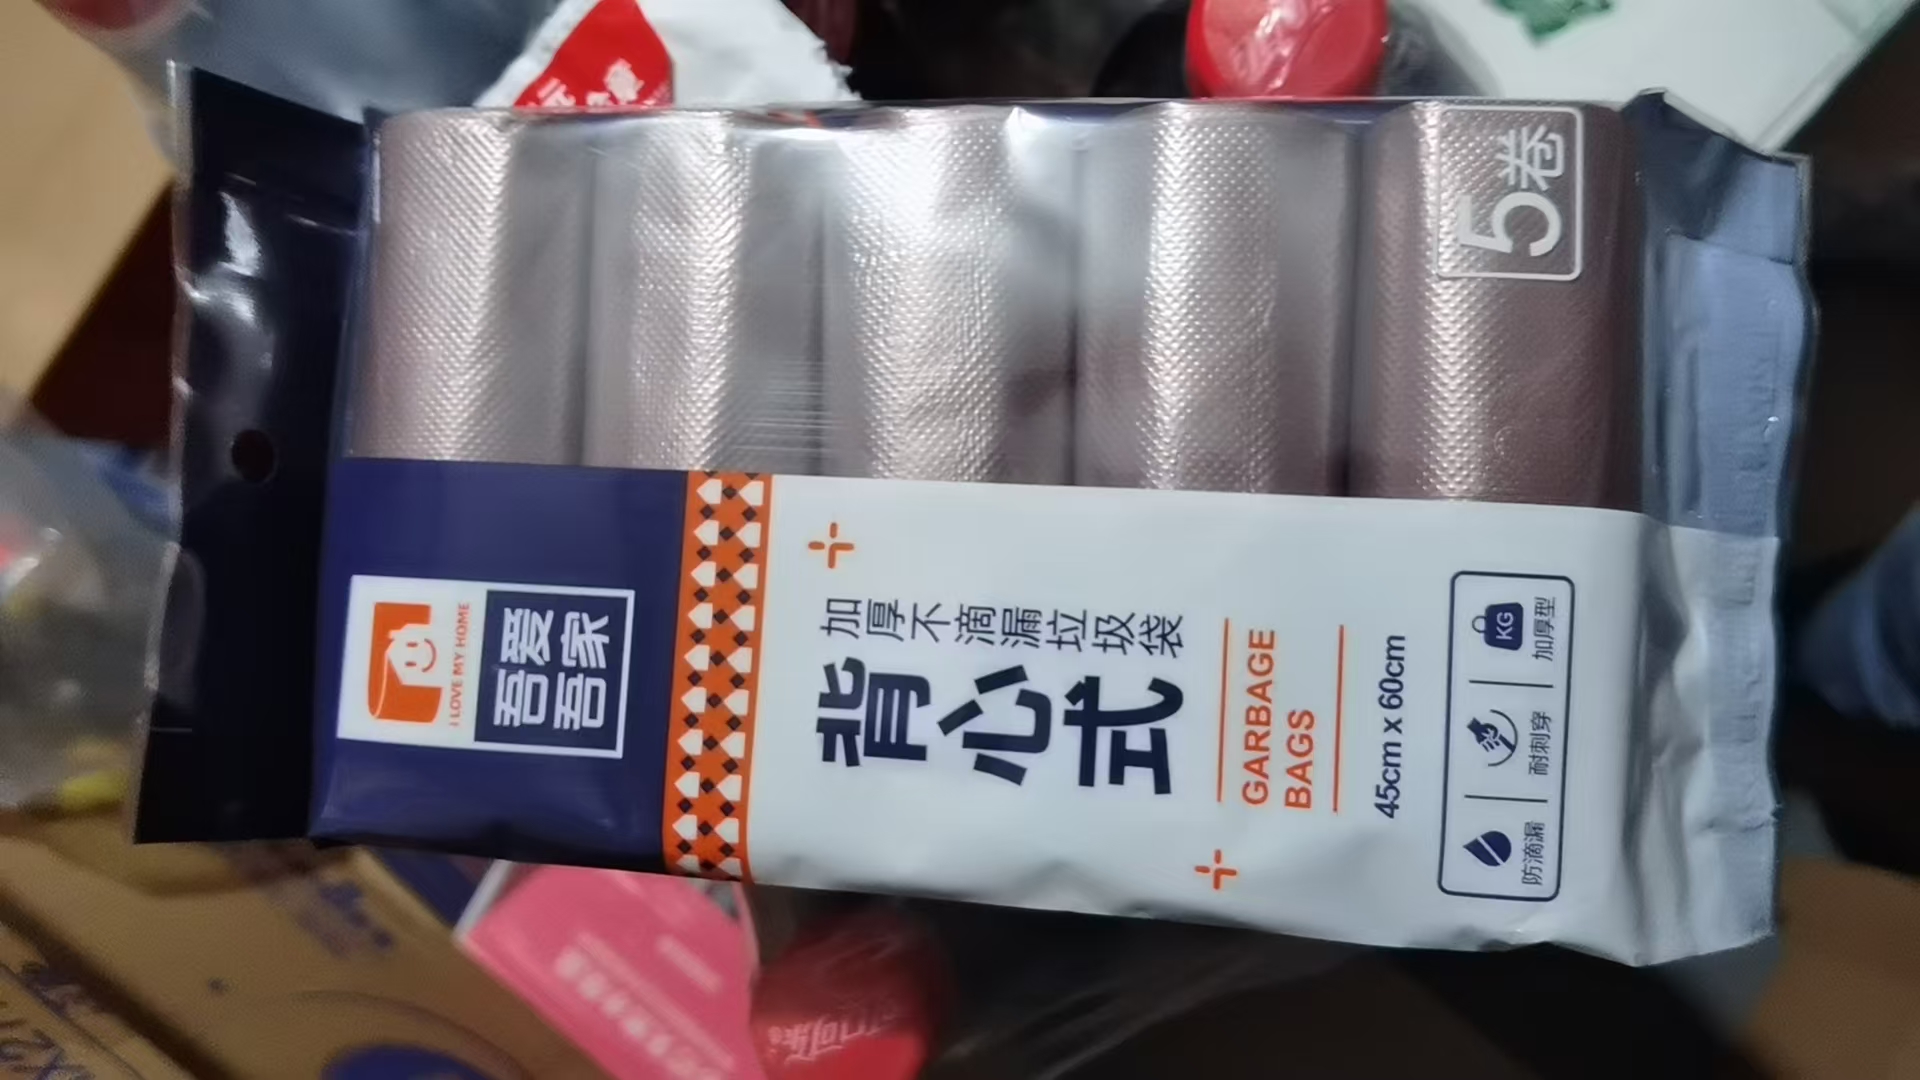 5卷
I LOVE MY HOME
吾爱
吾家
加厚不滴漏垃圾袋
背心式
GARBAGE
BAGS
45cm x 60cm
防滴漏
耐刺穿
KG
加厚型